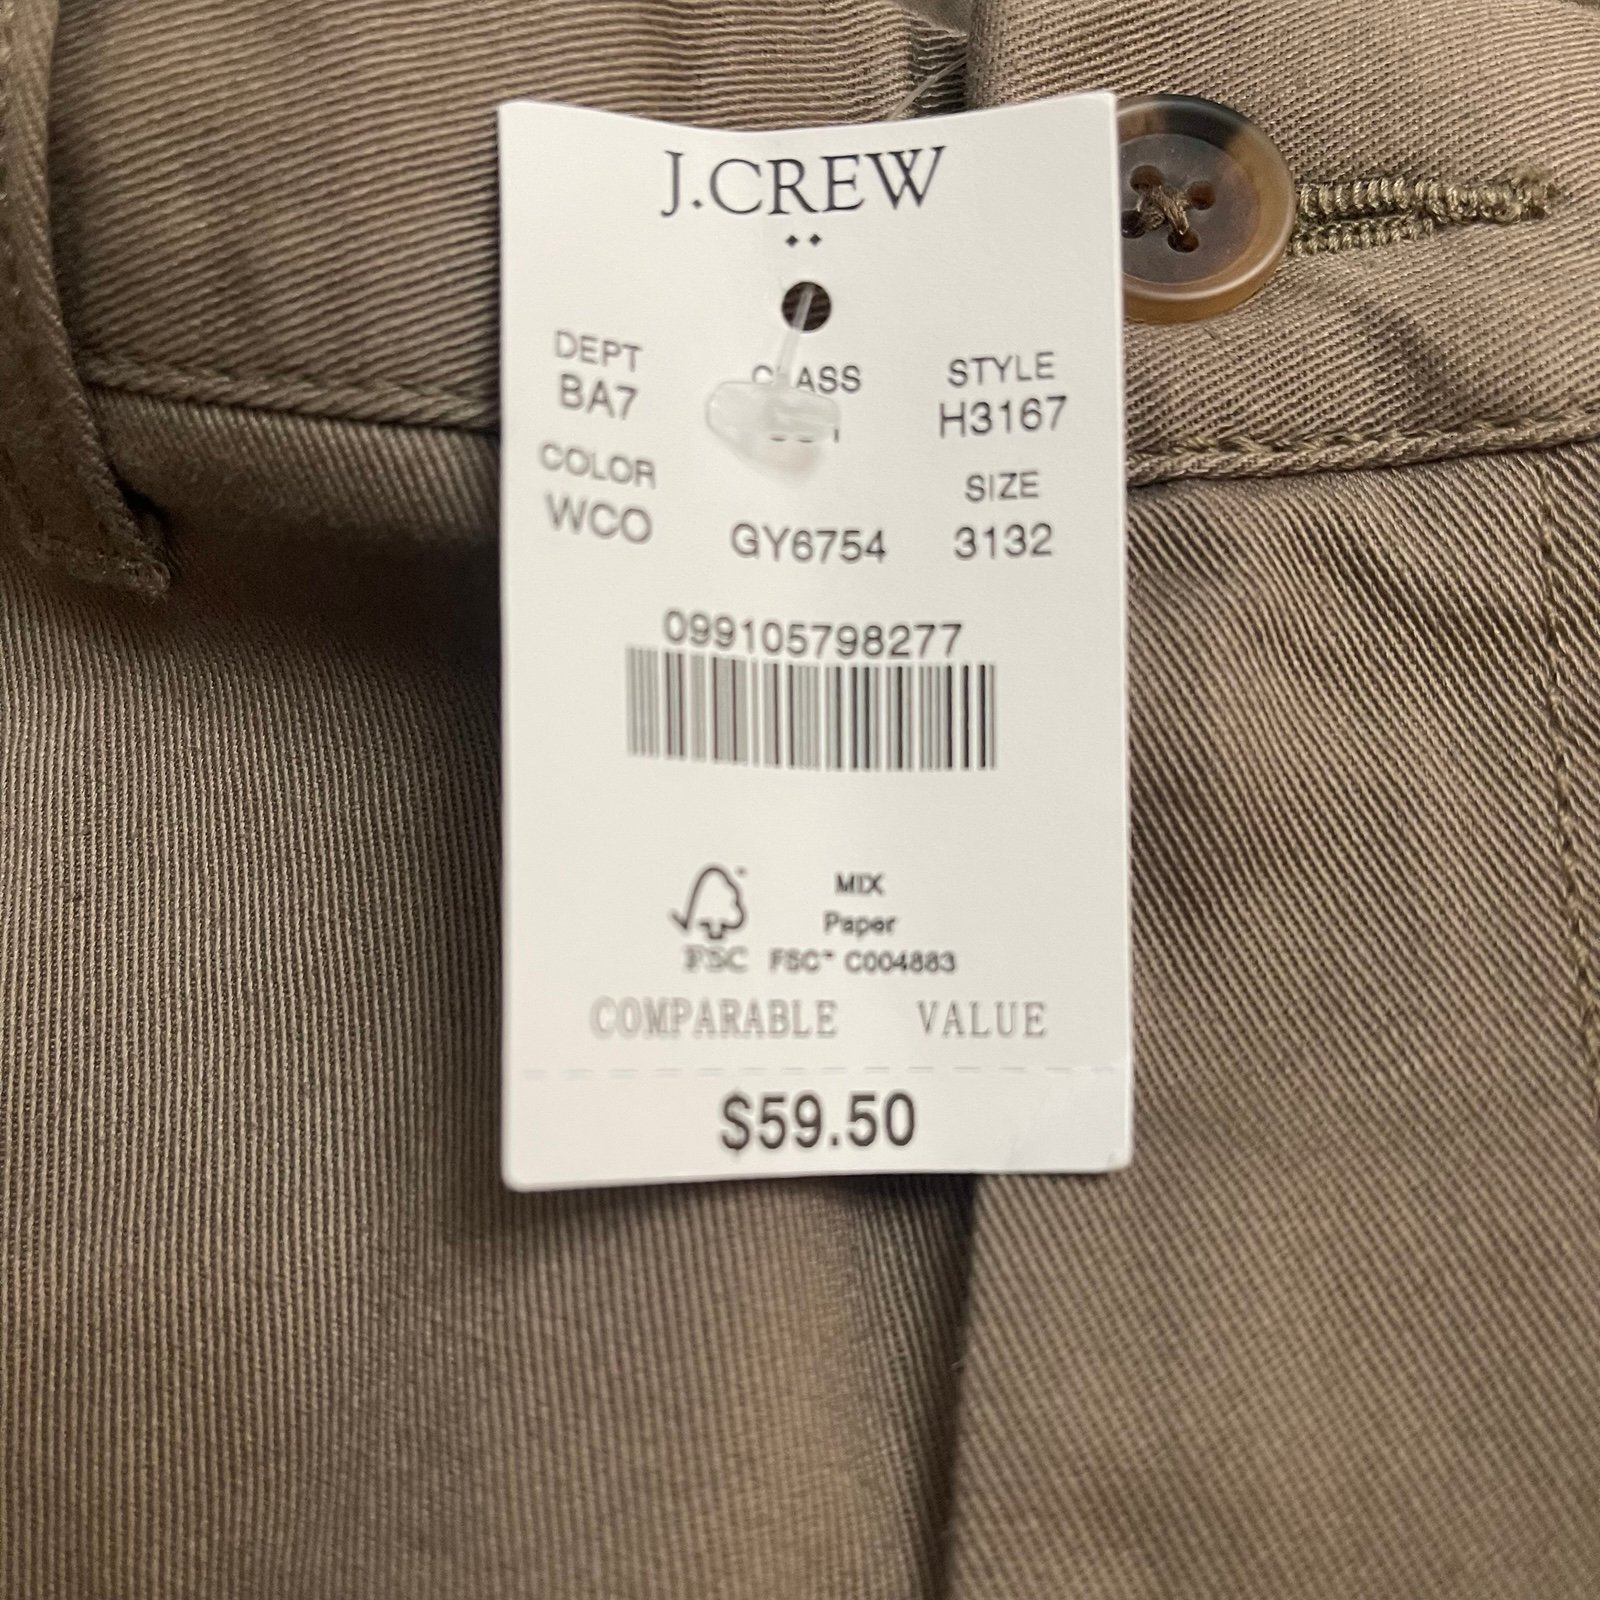 J.CREW
DEPT CLASS STYLE
BA7 H3167
COLOR SIZE
WCO GY6754 3132
099105798277
MIX
Paper
FSC FSC™ C004883
COMPARABLE VALUE
$59.50